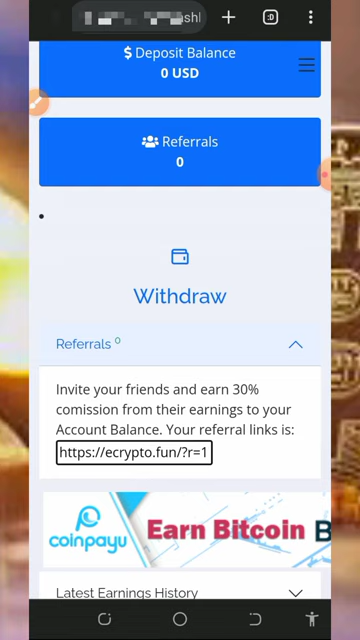 :D
Deposit Balance
0 USD
Referrals
0
Withdraw
Referrals 0
Invite your friends and earn 30%
comission from their earnings to your
Account Balance. Your referral links is:
https://ecrypto.fun/?r=1
coinpayu
Earn Bitcoin B
Latest Earnings History